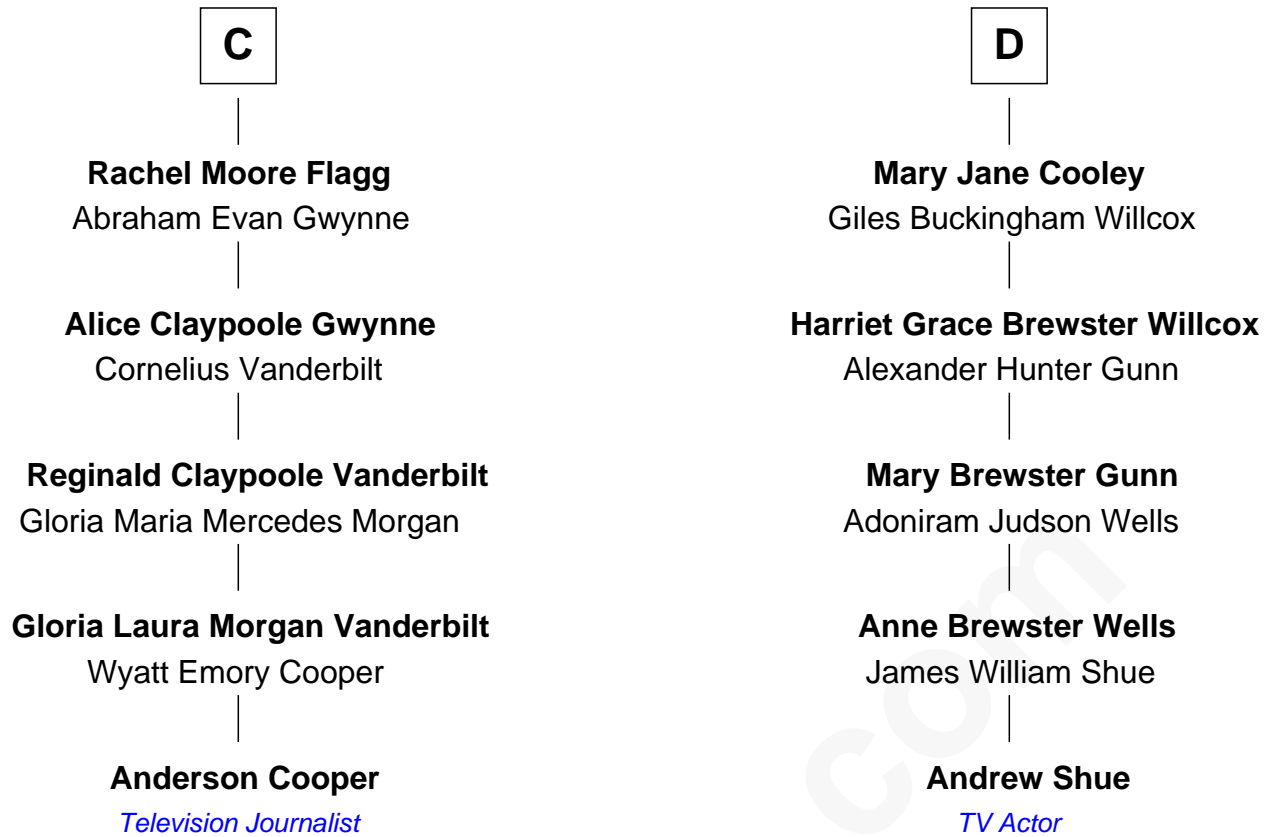 C
Rachel Moore Flagg
Abraham Evan Gwynne
Alice Claypoole Gwynne
Cornelius Vanderbilt
Reginald Claypoole Vanderbilt
Gloria Maria Mercedes Morgan
Gloria Laura Morgan Vanderbilt
Wyatt Emory Cooper
Anderson Cooper
Television Journalist
D
Mary Jane Cooley
Giles Buckingham Willcox
Harriet Grace Brewster Willcox
Alexander Hunter Gunn
Mary Brewster Gunn
Adoniram Judson Wells
Anne Brewster Wells
James William Shue
Andrew Shue
TV Actor
com